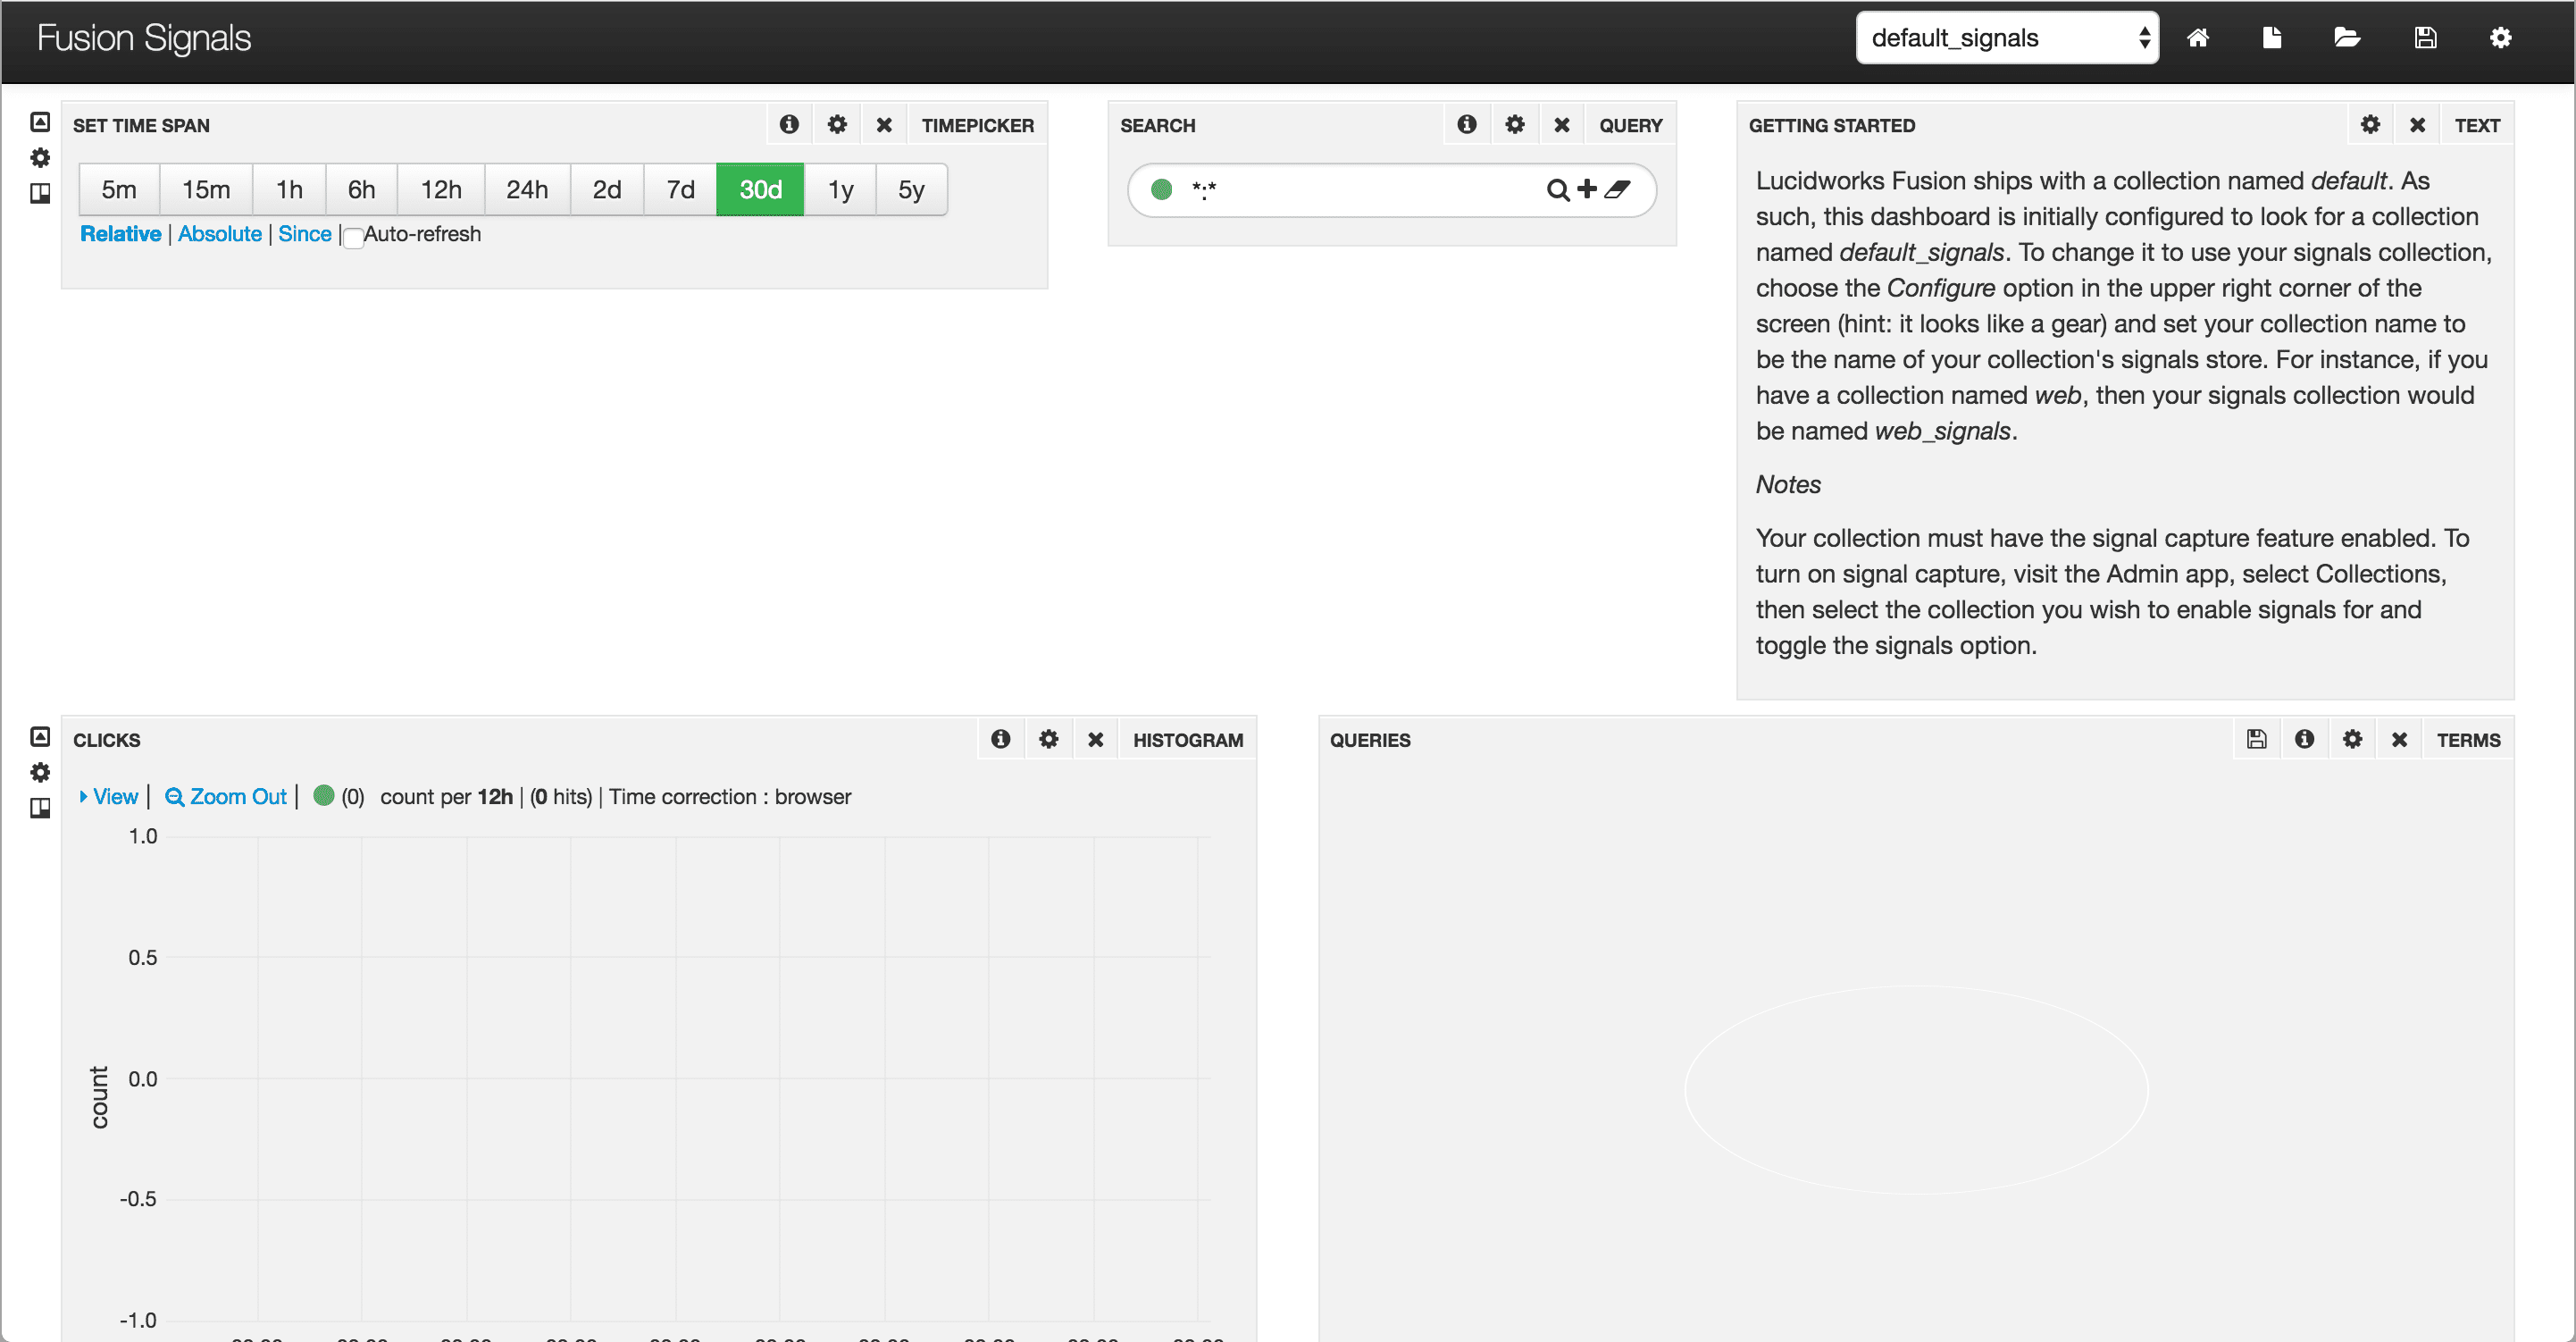 Fusion Signals
default_signals
SET TIME SPAN
TIMEPICKER
5m 15m 1h 6h 12h 24h 2d 7d 30d 1y 5y
Relative | Absolute | Since | Auto-refresh
SEARCH
QUERY
*:*
GETTING STARTED
TEXT
Lucidworks Fusion ships with a collection named default. As
such, this dashboard is initially configured to look for a collection
named default_signals. To change it to use your signals collection,
choose the Configure option in the upper right corner of the
screen (hint: it looks like a gear) and set your collection name to
be the name of your collection's signals store. For instance, if you
have a collection named web, then your signals collection would
be named web_signals.
Notes
Your collection must have the signal capture feature enabled. To
turn on signal capture, visit the Admin app, select Collections,
then select the collection you wish to enable signals for and
toggle the signals option.
CLICKS
HISTOGRAM
View | Zoom Out | (0) count per 12h | (0 hits) | Time correction : browser
1.0
0.5
0.0
-0.5
-1.0
count
QUERIES
TERMS